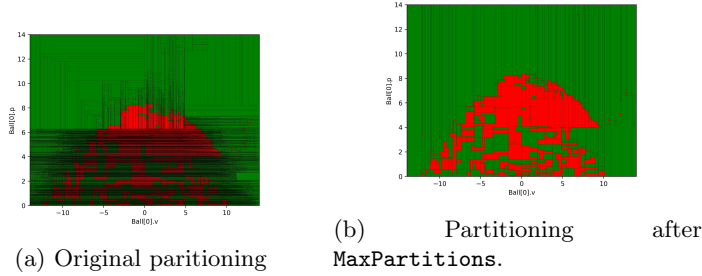 14
12
10
8
6
4
2
0
Ball[0].p
−10 −5 0 5 10
Ball[0].v
(a) Original paritioning
14
12
10
8
6
4
2
0
Ball[0].p
−10 −5 0 5 10
Ball[0].v
(b) Partitioning after
MaxPartitions.